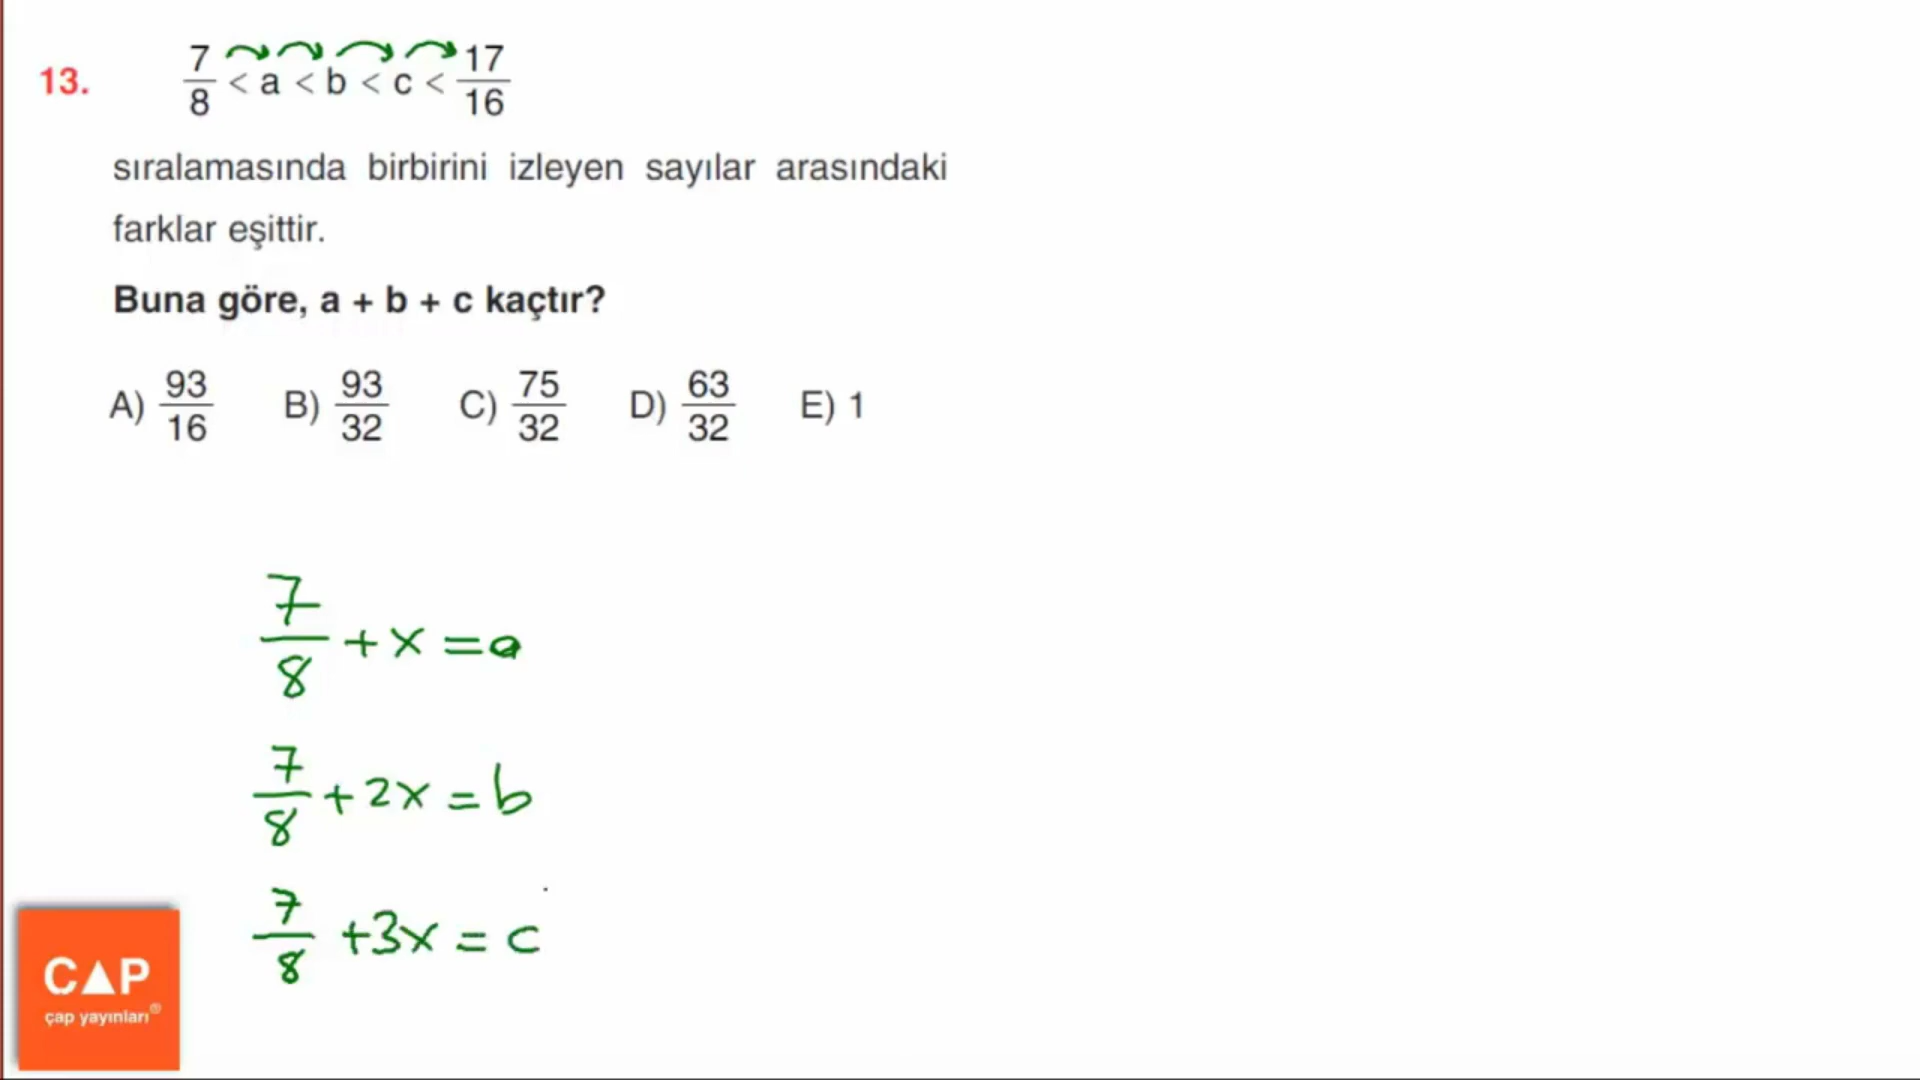 13. 7/8 < a < b < c < 17/16
sıralamasında birbirini izleyen sayılar arasındaki
farklar eşittir.
Buna göre, a + b + c kaçtır?
A) 93/16 B) 93/32 C) 75/32 D) 63/32 E) 1
7/8 + x = a
7/8 + 2x = b
7/8 + 3x = c
CAP
çap yayınları®